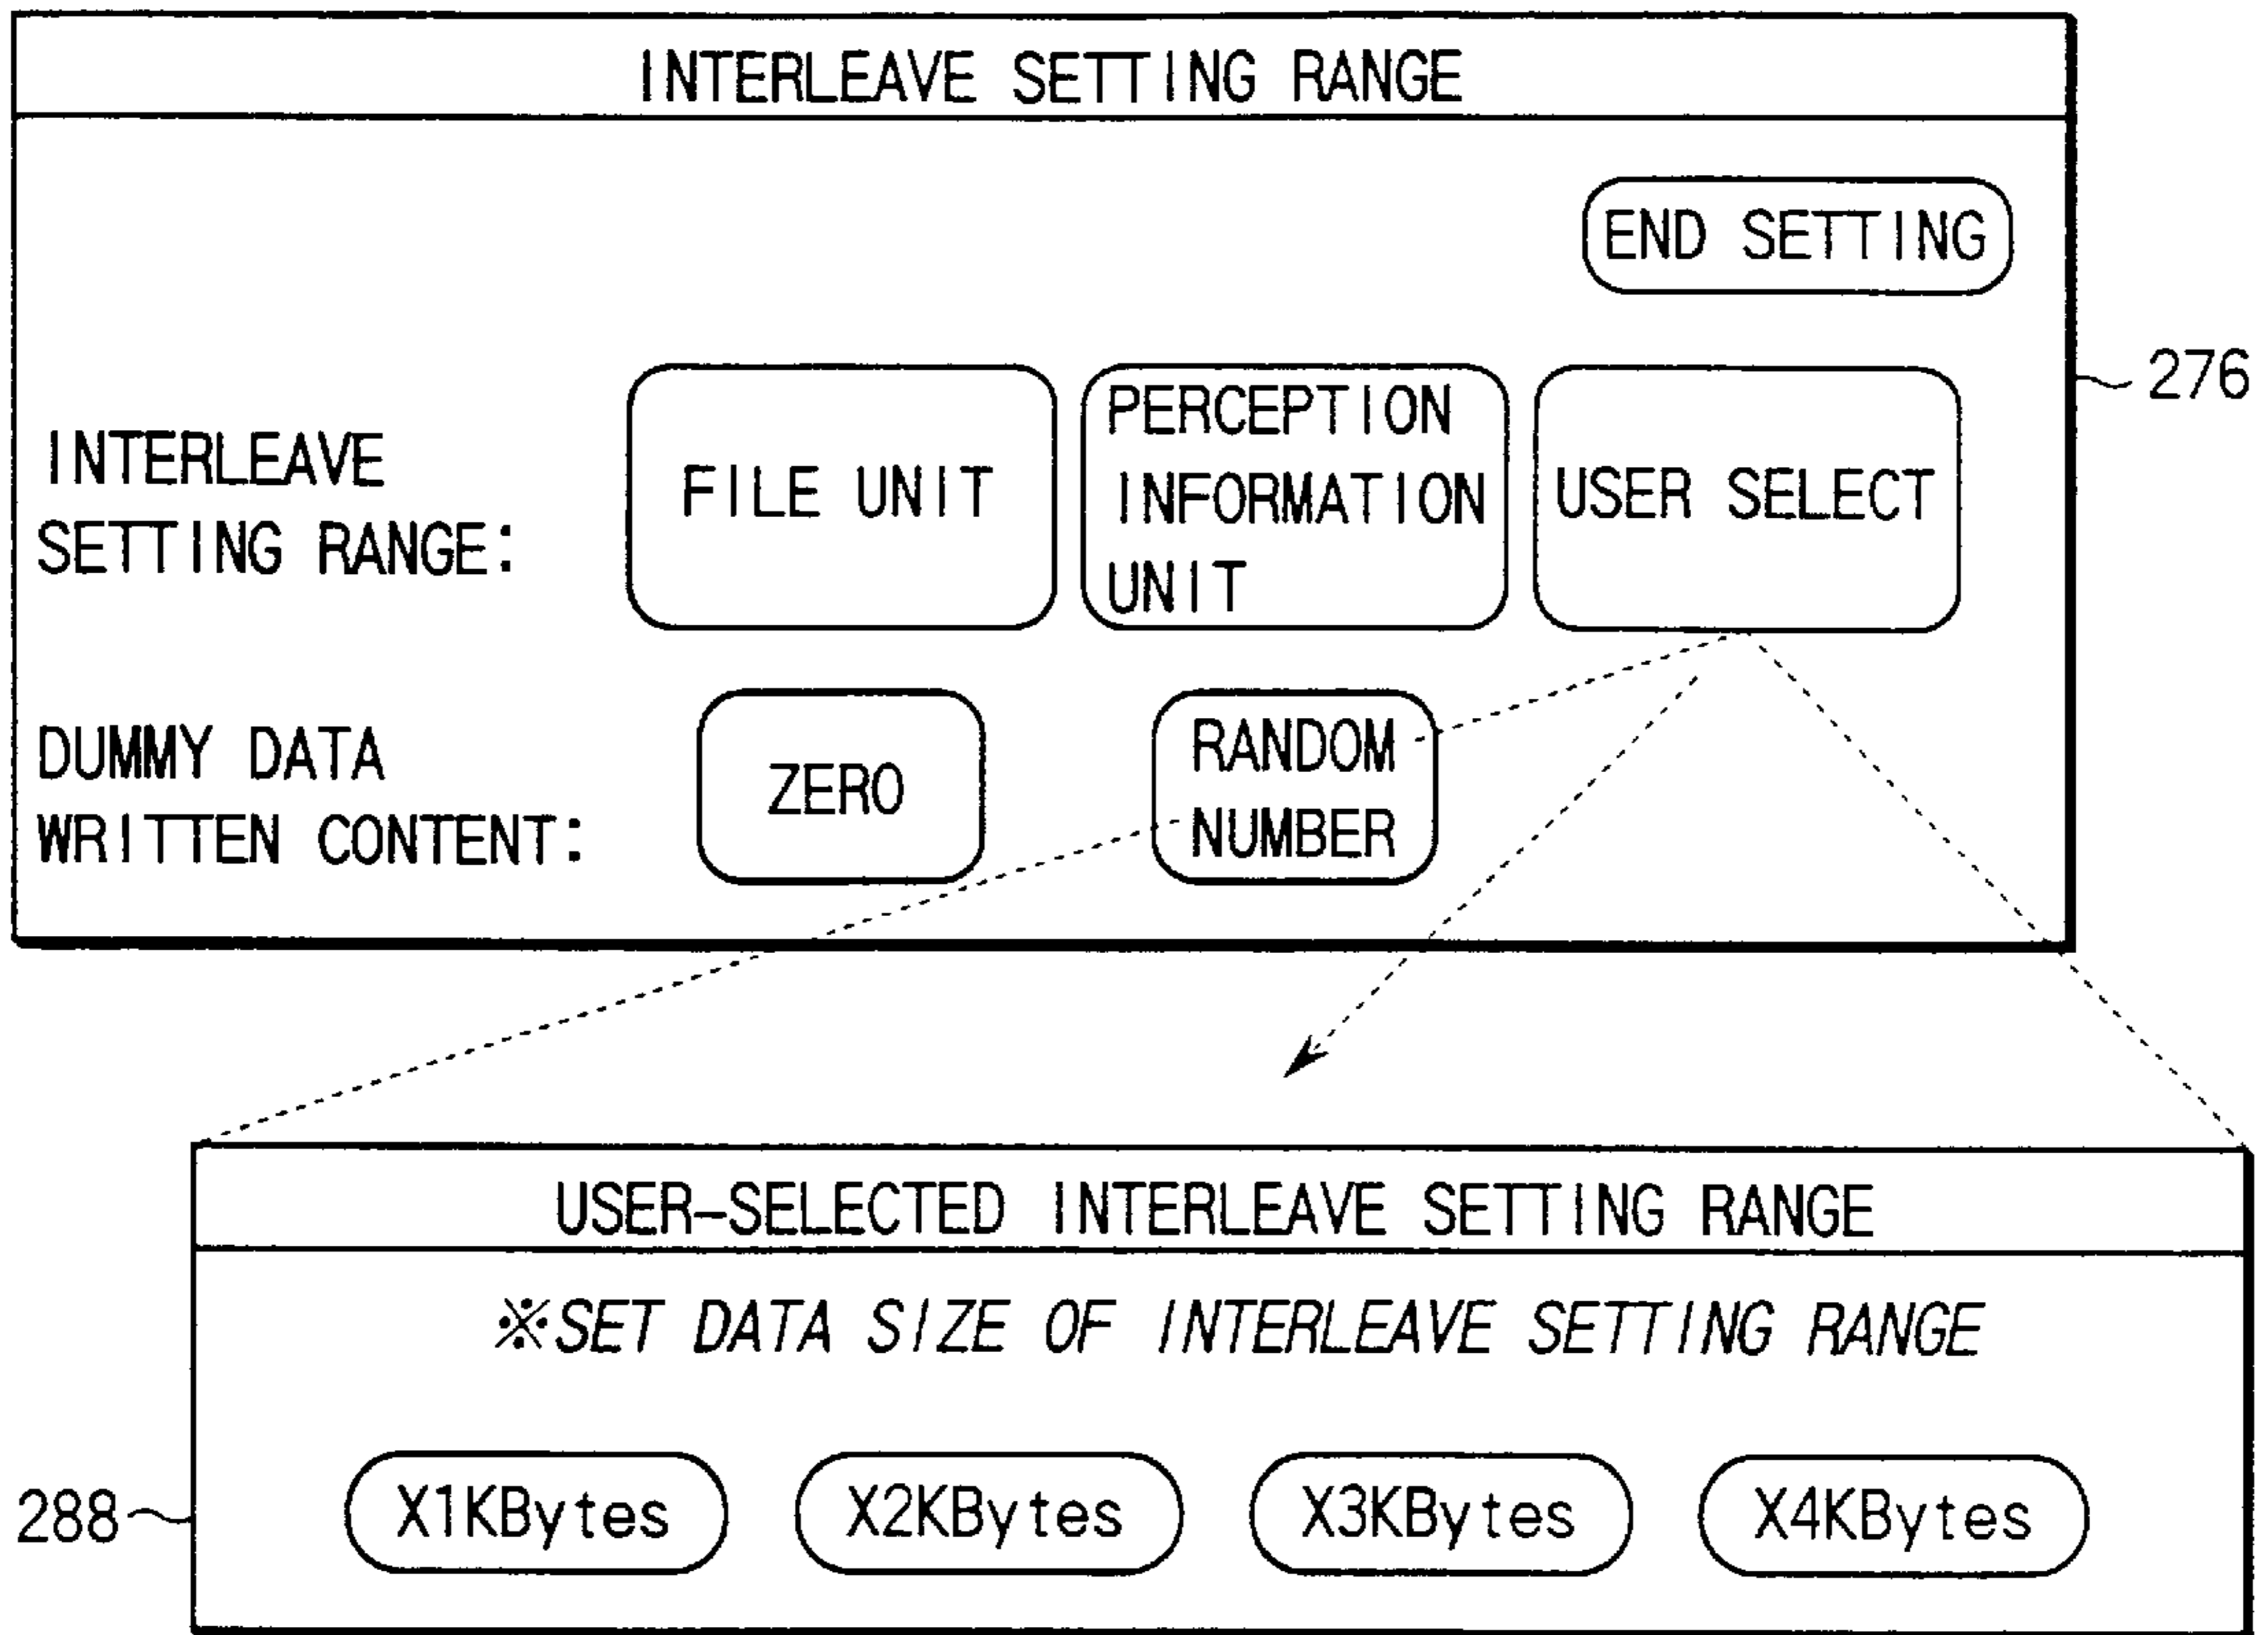 INTERLEAVE SETTING RANGE
END SETTING
276
INTERLEAVE
SETTING RANGE:
FILE UNIT
PERCEPTION
INFORMATION
UNIT
USER SELECT
DUMMY DATA
WRITTEN CONTENT:
ZERO
RANDOM
NUMBER
USER-SELECTED INTERLEAVE SETTING RANGE
※SET DATA SIZE OF INTERLEAVE SETTING RANGE
288
X1KBytes
X2KBytes
X3KBytes
X4KBytes